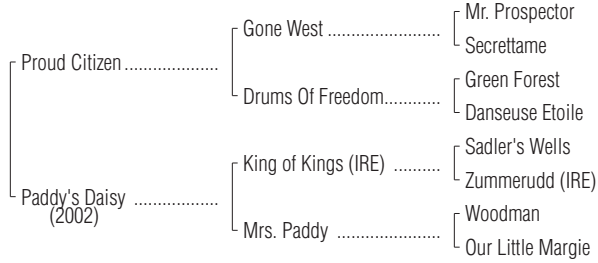 Mr. Prospector
Gone West ......................
Secrettame
Proud Citizen...................
Green Forest
Drums Of Freedom...........
Danseuse Etoile
Sadler's Wells
King of Kings (IRE) .........
Zummerudd (IRE)
Paddy's Daisy .................
(2002)
Woodman
Mrs. Paddy ....................
Our Little Margie